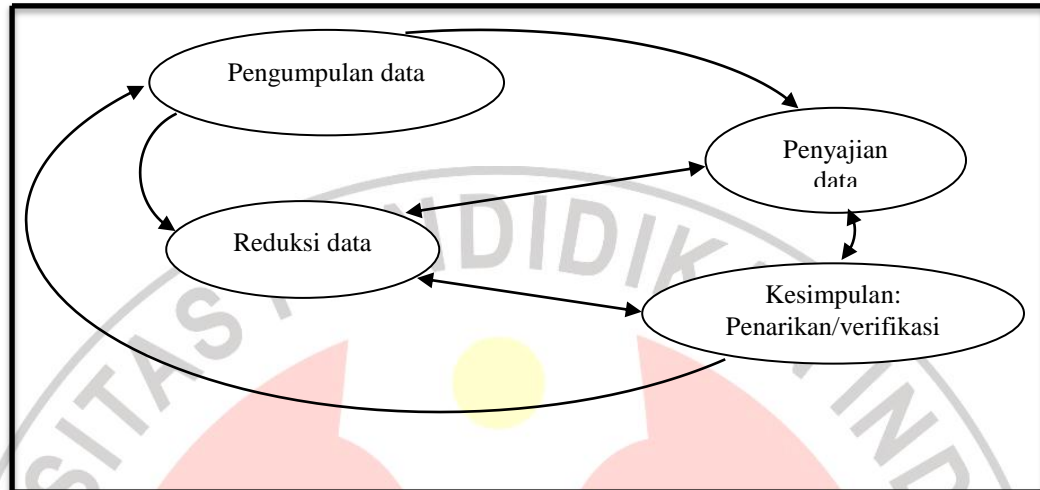 Pengumpulan data
Penyajian
data
Reduksi data
Kesimpulan:
Penarikan/verifikasi